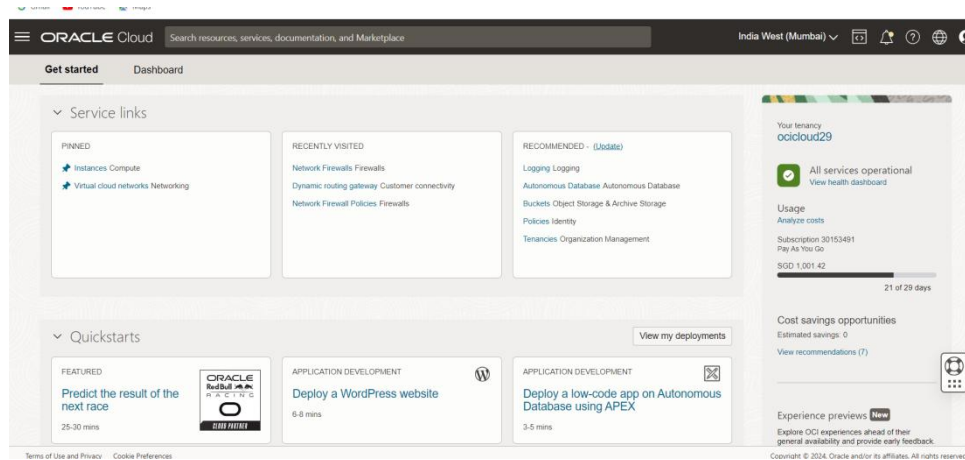 Gmail YouTube Maps
ORACLE Cloud
Search resources, services, documentation, and Marketplace
India West (Mumbai)
Get started Dashboard
Service links
PINNED
Instances Compute
Virtual cloud networks Networking
RECENTLY VISITED
Network Firewalls Firewalls
Dynamic routing gateway Customer connectivity
Network Firewall Policies Firewalls
RECOMMENDED - (Update)
Logging Logging
Autonomous Database Autonomous Database
Buckets Object Storage & Archive Storage
Policies Identity
Tenancies Organization Management
Quickstarts
View my deployments
FEATURED
Predict the result of the
next race
25-30 mins
ORACLE
Red Bull
RACING
CLOUD PARTNER
APPLICATION DEVELOPMENT
Deploy a WordPress website
6-8 mins
APPLICATION DEVELOPMENT
Deploy a low-code app on Autonomous
Database using APEX
3-5 mins
Your tenancy
ocicloud29
All services operational
View health dashboard
Usage
Analyze costs
Subscription 30153491
Pay As You Go
SGD 1,001.42
21 of 29 days
Cost savings opportunities
Estimated savings: 0
View recommendations (7)
Experience previews New
Explore OCI experiences ahead of their
general availability and provide early feedback.
Terms of Use and Privacy Cookie Preferences
Copyright © 2024, Oracle and/or its affiliates. All rights reserved.